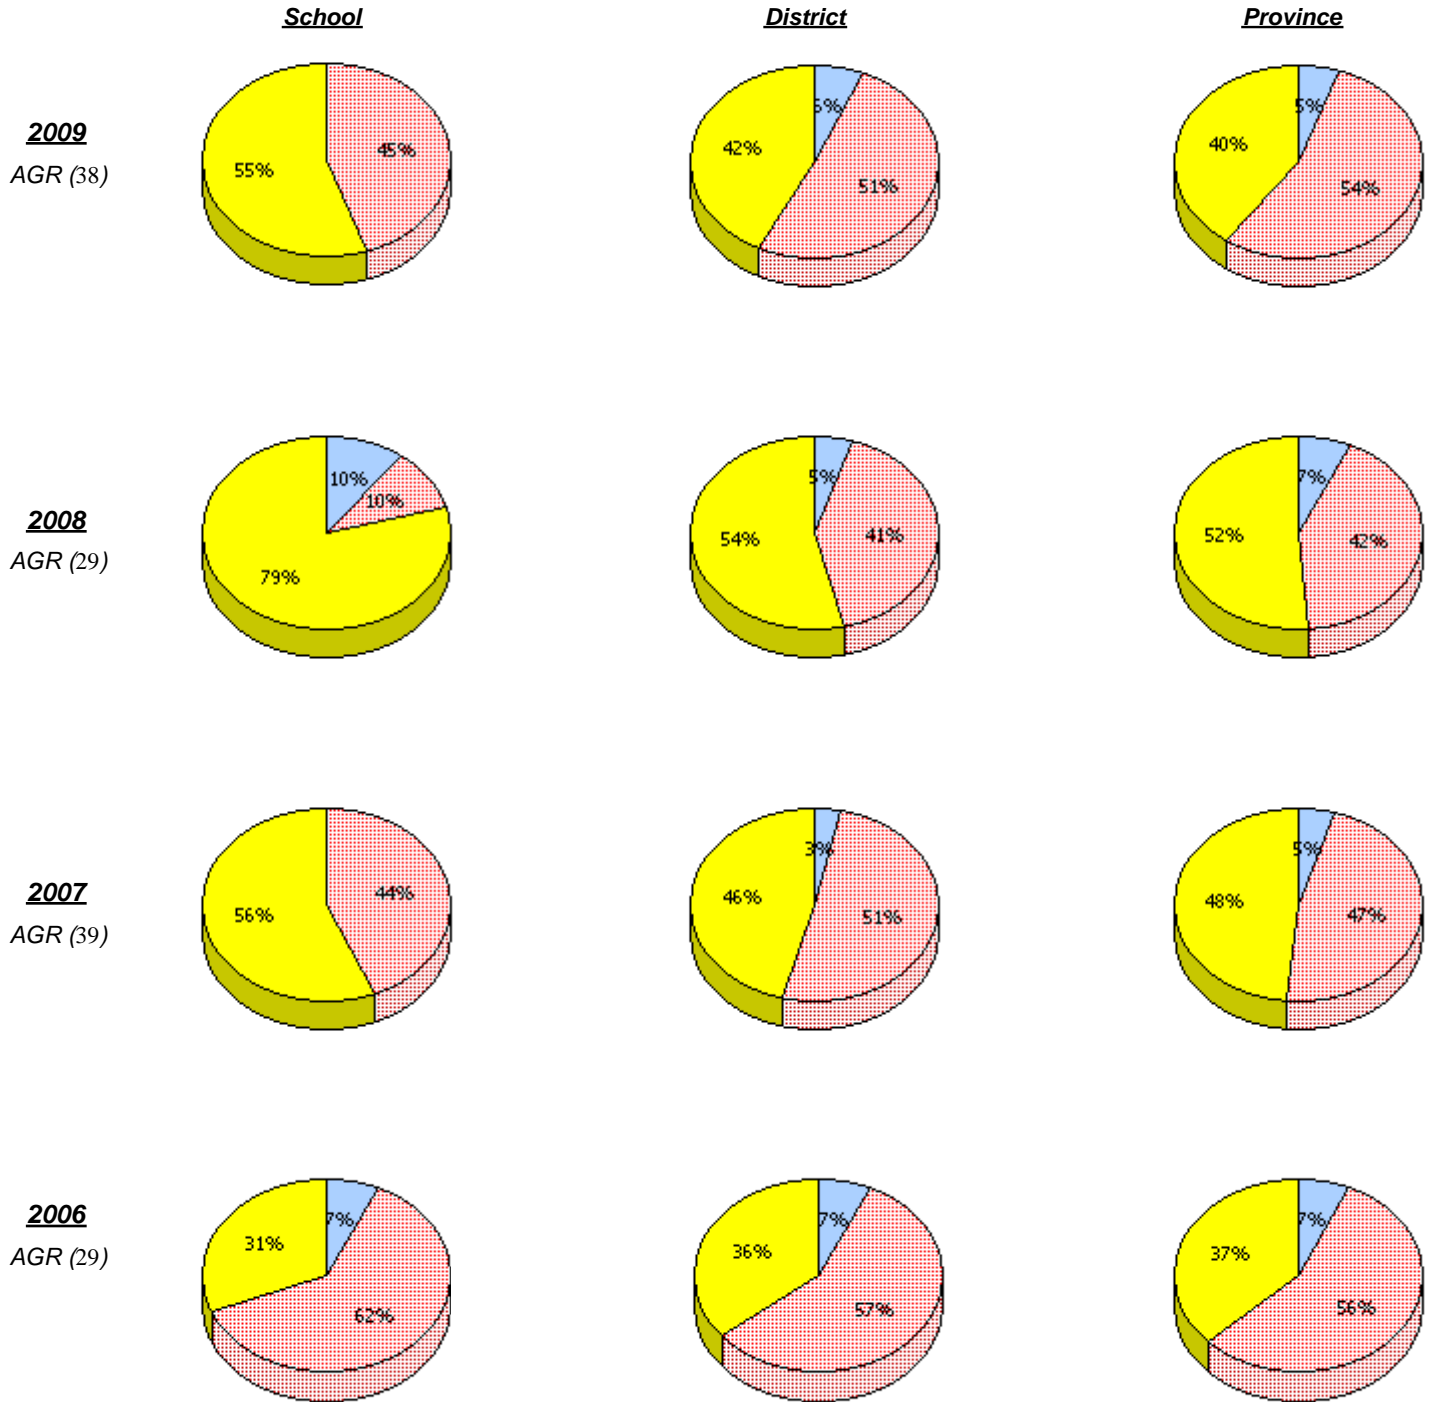 School District Province
2009
AGR (38)
55% 45%
42% 6% 51%
40% 5% 54%
2008
AGR (29)
10% 10% 79%
54% 5% 41%
52% 7% 42%
2007
AGR (39)
56% 44%
46% 3% 51%
48% 5% 47%
2006
AGR (29)
31% 7% 62%
36% 7% 57%
37% 7% 56%